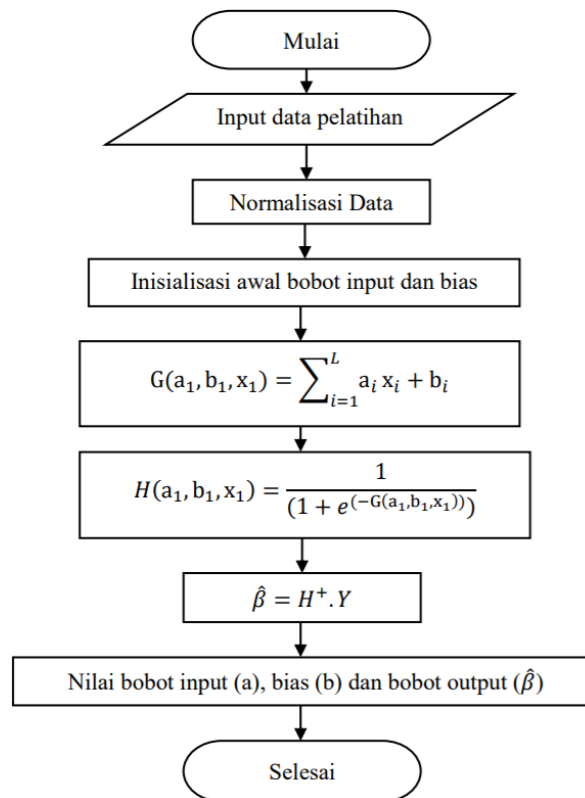 Mulai
Input data pelatihan
Normalisasi Data
Inisialisasi awal bobot input dan bias
G(a₁, b₁, x₁) = ∑ᵢ₌₁ᴸ aᵢ xᵢ + bᵢ
H(a₁, b₁, x₁) = 1 / (1 + e^(−G(a₁,b₁,x₁)))
β̂ = H⁺. Y
Nilai bobot input (a), bias (b) dan bobot output (β̂)
Selesai